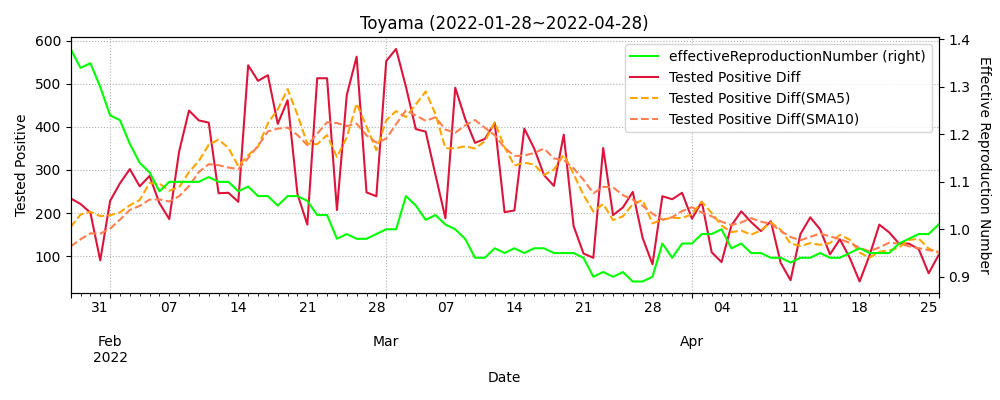 Toyama (2022-01-28~2022-04-28)
effectiveReproductionNumber (right)
Tested Positive Diff
Tested Positive Diff(SMA5)
Tested Positive Diff(SMA10)
Tested Positive
600
500
400
300
200
100
Effective Reproduction Number
1.4
1.3
1.2
1.1
1.0
0.9
31 07 14 21 28 07 14 21 28 04 11 18 25
Feb Mar Apr
2022
Date